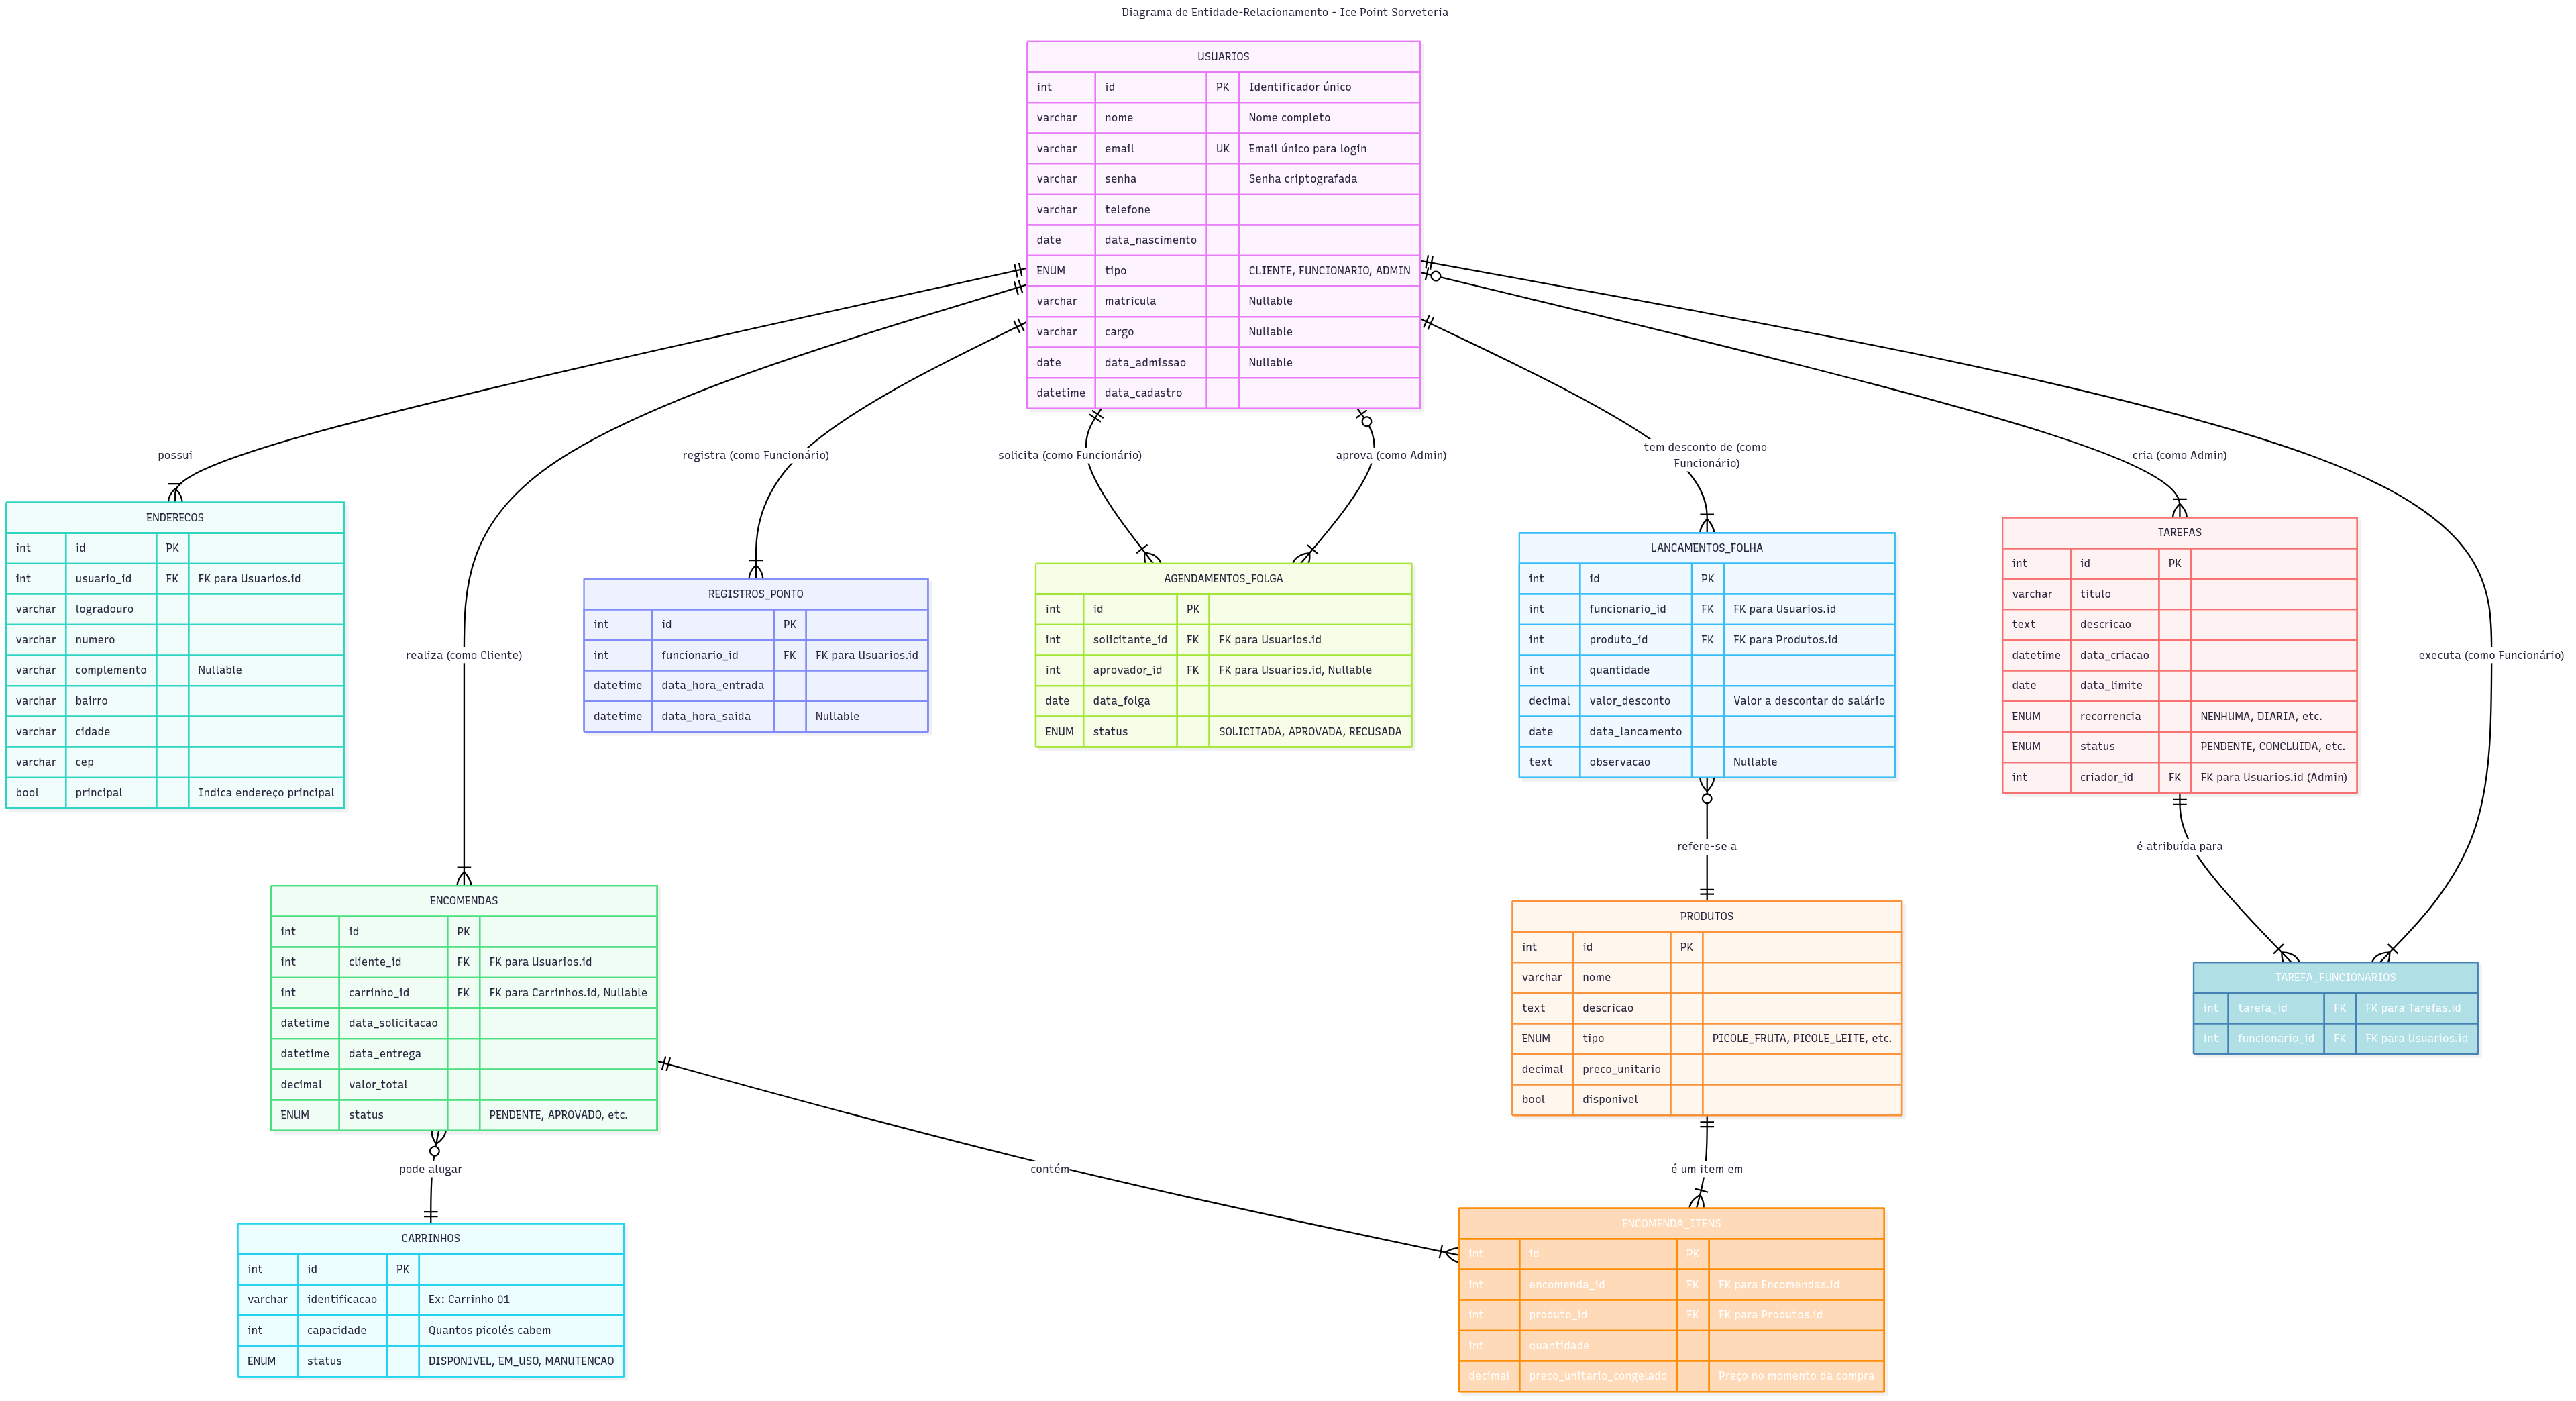 Diagrama de Entidade-Relacionamento - Ice Point Sorveteria
USUARIOS
int id PK Identificador único
varchar nome Nome completo
varchar email UK Email único para login
varchar senha Senha criptografada
varchar telefone
date data_nascimento
ENUM tipo CLIENTE, FUNCIONARIO, ADMIN
varchar matricula Nullable
varchar cargo Nullable
date data_admissao Nullable
datetime data_cadastro
possui
realiza (como Cliente)
registra (como Funcionário)
solicita (como Funcionário)
aprova (como Admin)
tem desconto de (como
Funcionário)
cria (como Admin)
executa (como Funcionário)
ENDERECOS
int id PK
int usuario_id FK FK para Usuarios.id
varchar logradouro
varchar numero
varchar complemento Nullable
varchar bairro
varchar cidade
varchar cep
bool principal Indica endereço principal
REGISTROS_PONTO
int id PK
int funcionario_id FK FK para Usuarios.id
datetime data_hora_entrada
datetime data_hora_saida Nullable
AGENDAMENTOS_FOLGA
int id PK
int solicitante_id FK FK para Usuarios.id
int aprovador_id FK FK para Usuarios.id, Nullable
date data_folga
ENUM status SOLICITADA, APROVADA, RECUSADA
LANCAMENTOS_FOLHA
int id PK
int funcionario_id FK FK para Usuarios.id
int produto_id FK FK para Produtos.id
int quantidade
decimal valor_desconto Valor a descontar do salário
date data_lancamento
text observacao Nullable
TAREFAS
int id PK
varchar titulo
text descricao
datetime data_criacao
date data_limite
ENUM recorrencia NENHUMA, DIARIA, etc.
ENUM status PENDENTE, CONCLUIDA, etc.
int criador_id FK FK para Usuarios.id (Admin)
refere-se a
é atribuída para
ENCOMENDAS
int id PK
int cliente_id FK FK para Usuarios.id
int carrinho_id FK FK para Carrinhos.id, Nullable
datetime data_solicitacao
datetime data_entrega
decimal valor_total
ENUM status PENDENTE, APROVADO, etc.
PRODUTOS
int id PK
varchar nome
text descricao
ENUM tipo PICOLE_FRUTA, PICOLE_LEITE, etc.
decimal preco_unitario
bool disponivel
TAREFA_FUNCIONARIOS
int tarefa_id FK FK para Tarefas.id
int funcionario_id FK FK para Usuarios.id
pode alugar
contém
é um item em
CARRINHOS
int id PK
varchar identificacao Ex: Carrinho 01
int capacidade Quantos picolés cabem
ENUM status DISPONIVEL, EM_USO, MANUTENCAO
ENCOMENDA_ITENS
int id PK
int encomenda_id FK FK para Encomendas.id
int produto_id FK FK para Produtos.id
int quantidade
decimal preco_unitario_congelado Preço no momento da compra